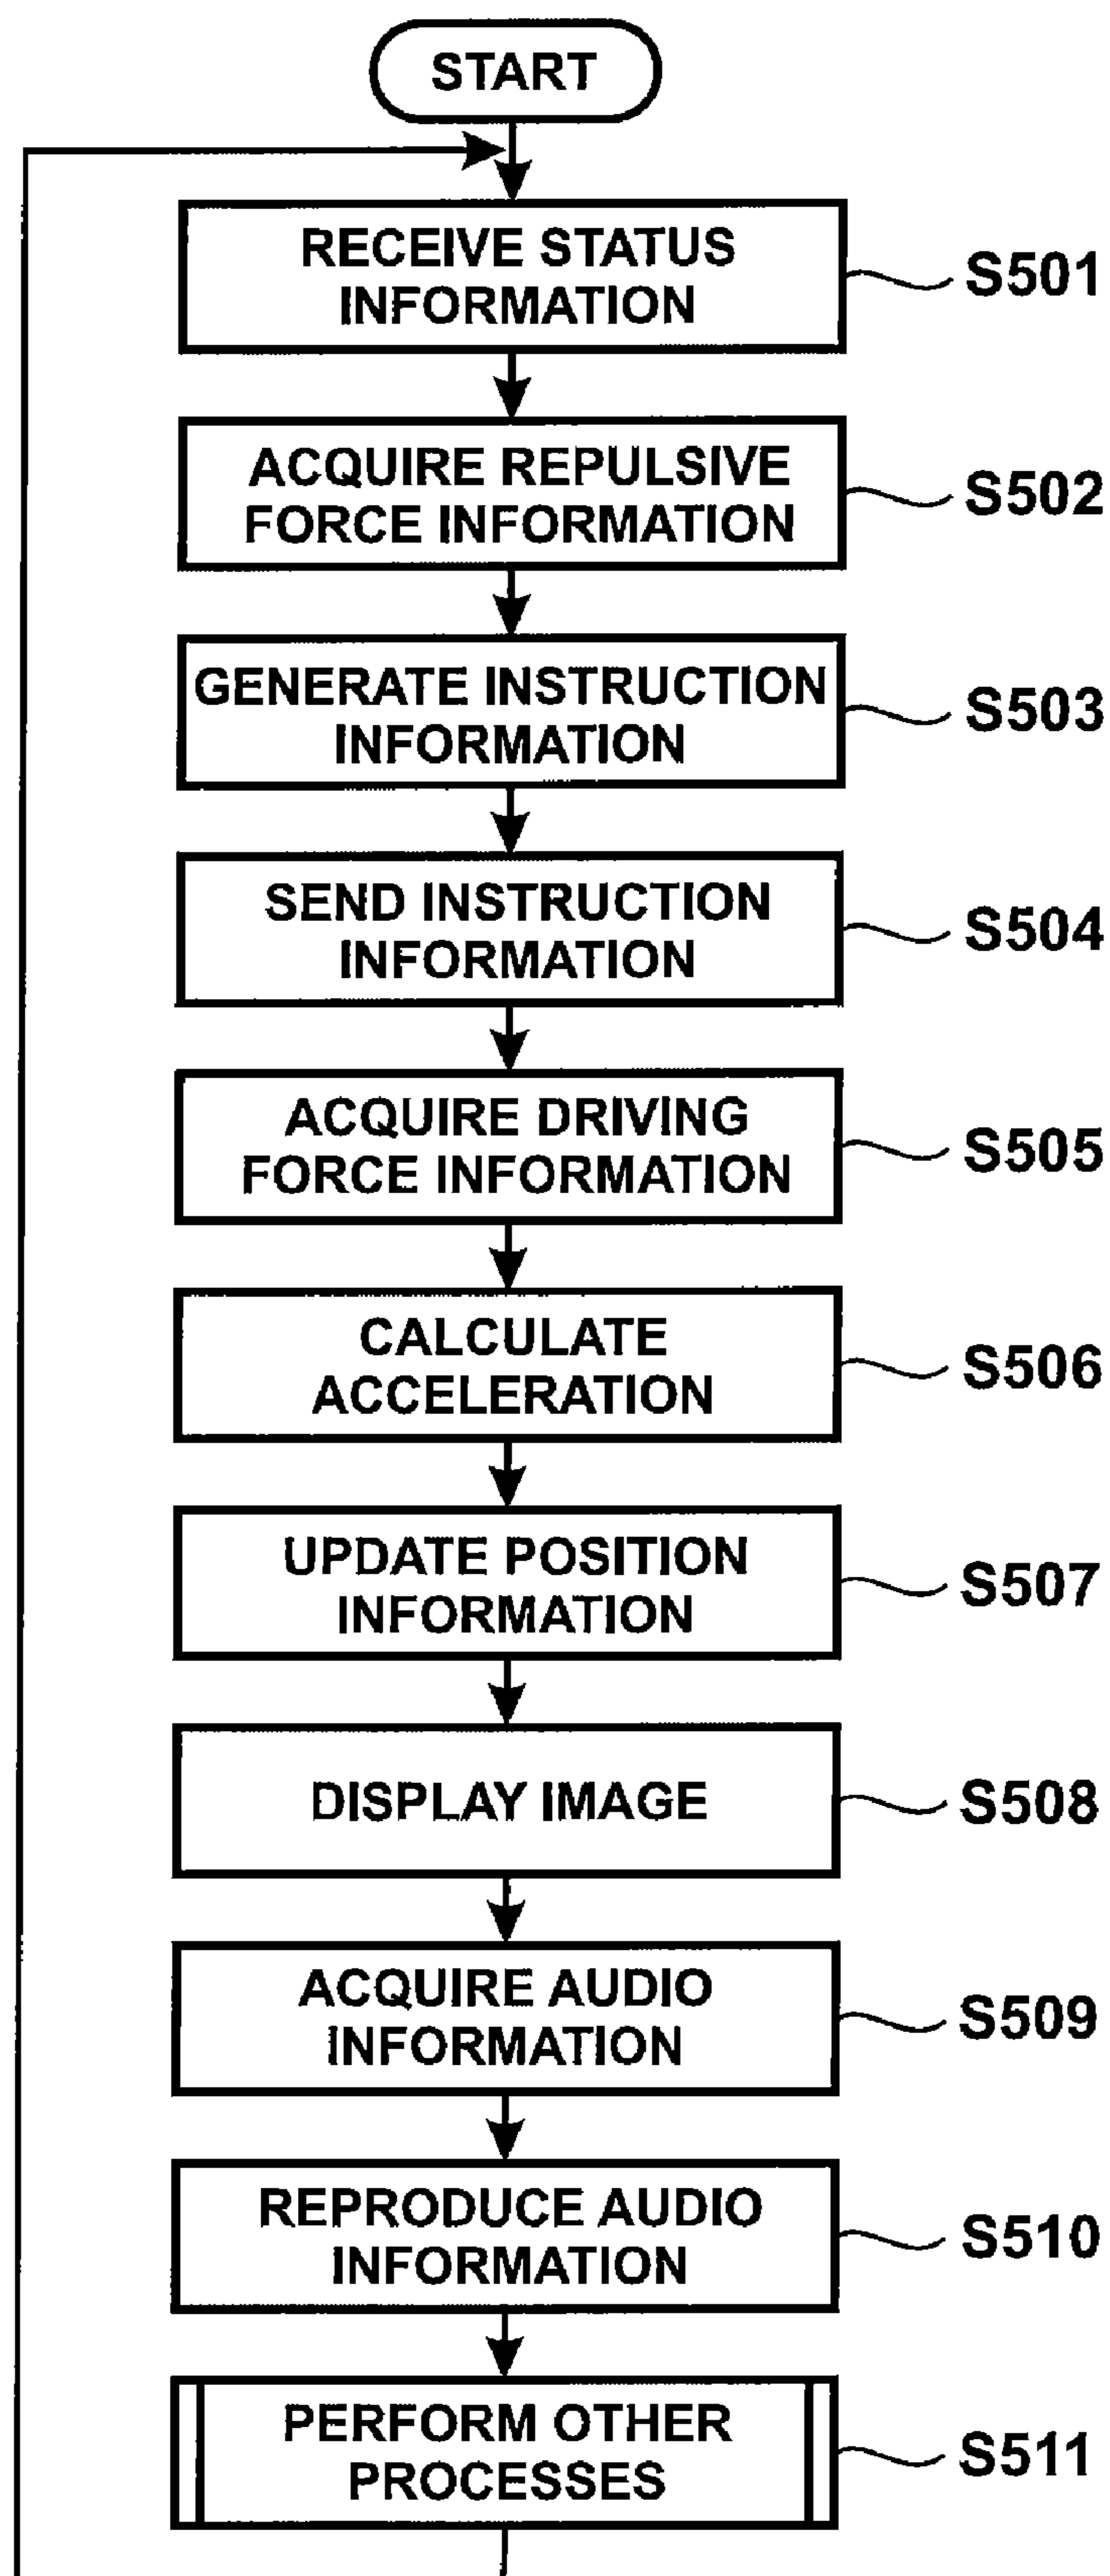 START
RECEIVE STATUS
INFORMATION
S501
ACQUIRE REPULSIVE
FORCE INFORMATION
S502
GENERATE INSTRUCTION
INFORMATION
S503
SEND INSTRUCTION
INFORMATION
S504
ACQUIRE DRIVING
FORCE INFORMATION
S505
CALCULATE
ACCELERATION
S506
UPDATE POSITION
INFORMATION
S507
DISPLAY IMAGE
S508
ACQUIRE AUDIO
INFORMATION
S509
REPRODUCE AUDIO
INFORMATION
S510
PERFORM OTHER
PROCESSES
S511